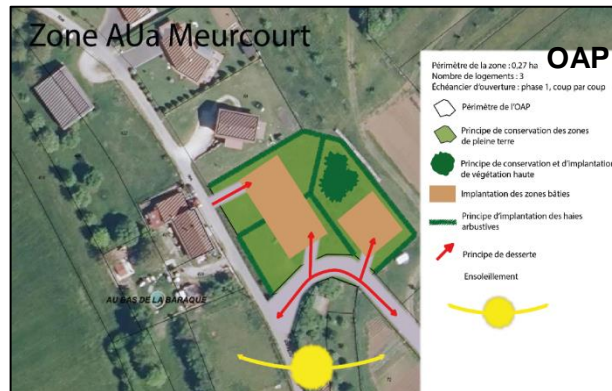 Zone AUa Meurcourt
OAP
Périmètre de la zone : 0,27 ha
Nombre de logements : 3
Échéancier d'ouverture : phase 1, coup par coup
Périmètre de l'OAP
Principe de conservation des zones
de pleine terre
Principe de conservation et d'implantation
de végétation haute
Implantation des zones bâties
Principe d'implantation des haies
arbustives
Principe de desserte
Ensoleillement
AU BAS DE LA BARAQUE